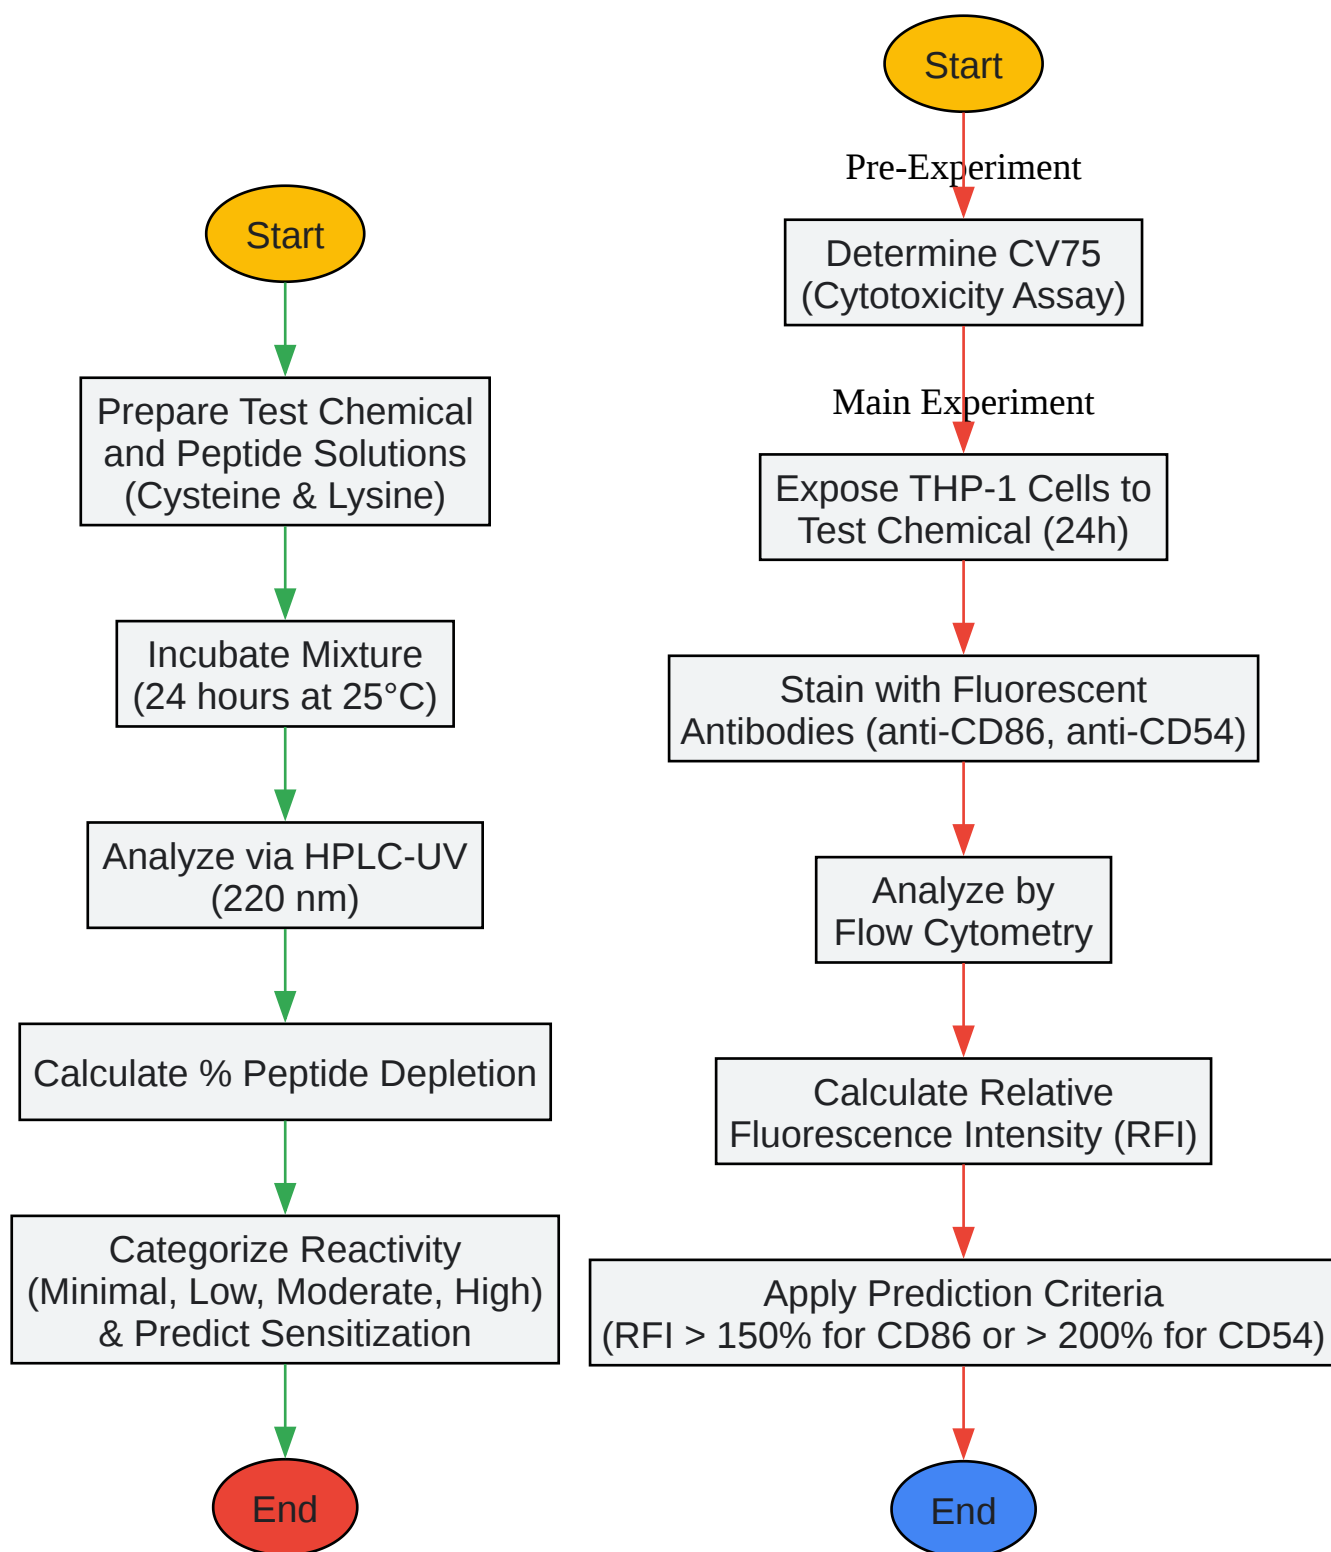 Start
Prepare Test Chemical
and Peptide Solutions
(Cysteine & Lysine)
Incubate Mixture
(24 hours at 25°C)
Analyze via HPLC-UV
(220 nm)
Calculate % Peptide Depletion
Categorize Reactivity
(Minimal, Low, Moderate, High)
& Predict Sensitization
End
Start
Pre-Experiment
Determine CV75
(Cytotoxicity Assay)
Main Experiment
Expose THP-1 Cells to
Test Chemical (24h)
Stain with Fluorescent
Antibodies (anti-CD86, anti-CD54)
Analyze by
Flow Cytometry
Calculate Relative
Fluorescence Intensity (RFI)
Apply Prediction Criteria
(RFI > 150% for CD86 or > 200% for CD54)
End